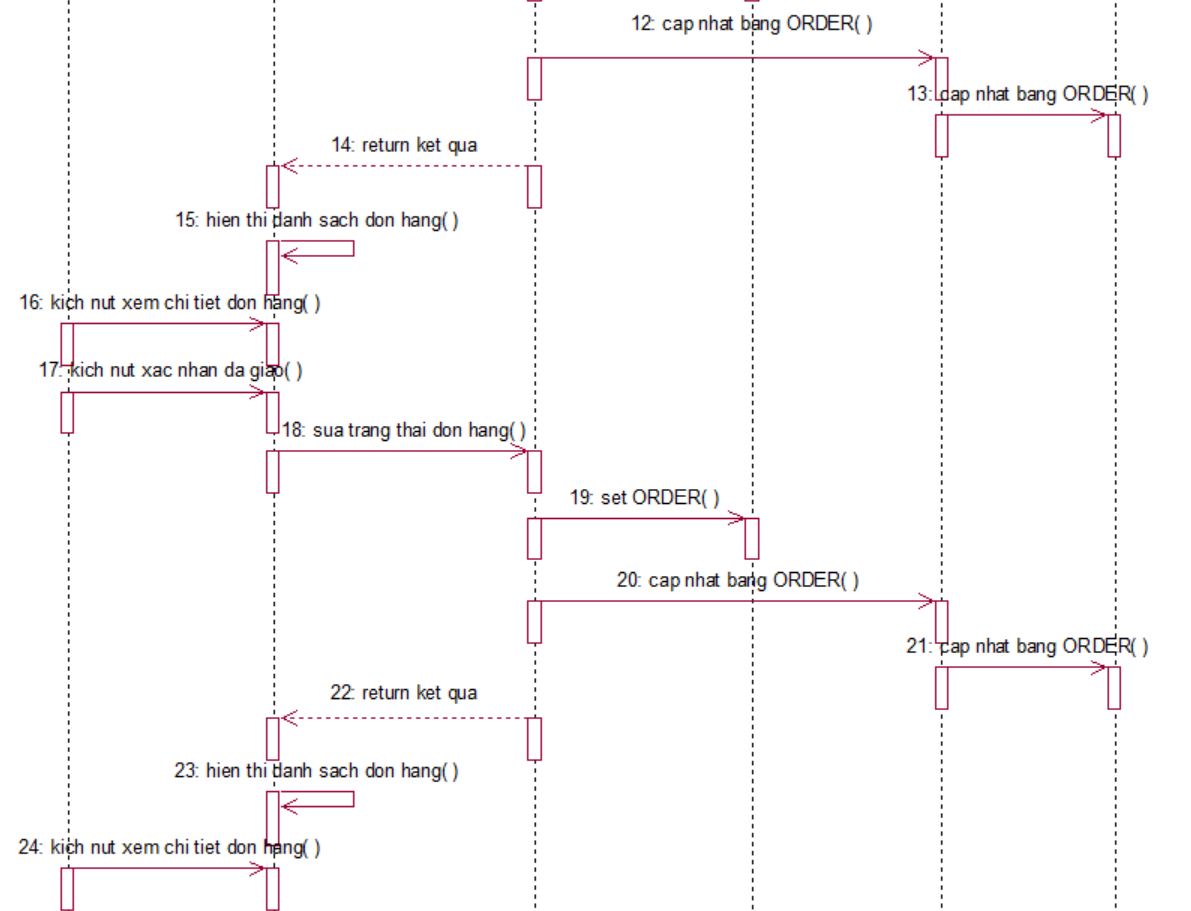 12: cap nhat bang ORDER( )
13: cap nhat bang ORDER( )
14: return ket qua
15: hien thi danh sach don hang( )
16: kich nut xem chi tiet don hang( )
17: kich nut xac nhan da giao( )
18: sua trang thai don hang( )
19: set ORDER( )
20: cap nhat bang ORDER( )
21: cap nhat bang ORDER( )
22: return ket qua
23: hien thi danh sach don hang( )
24: kich nut xem chi tiet don hang( )